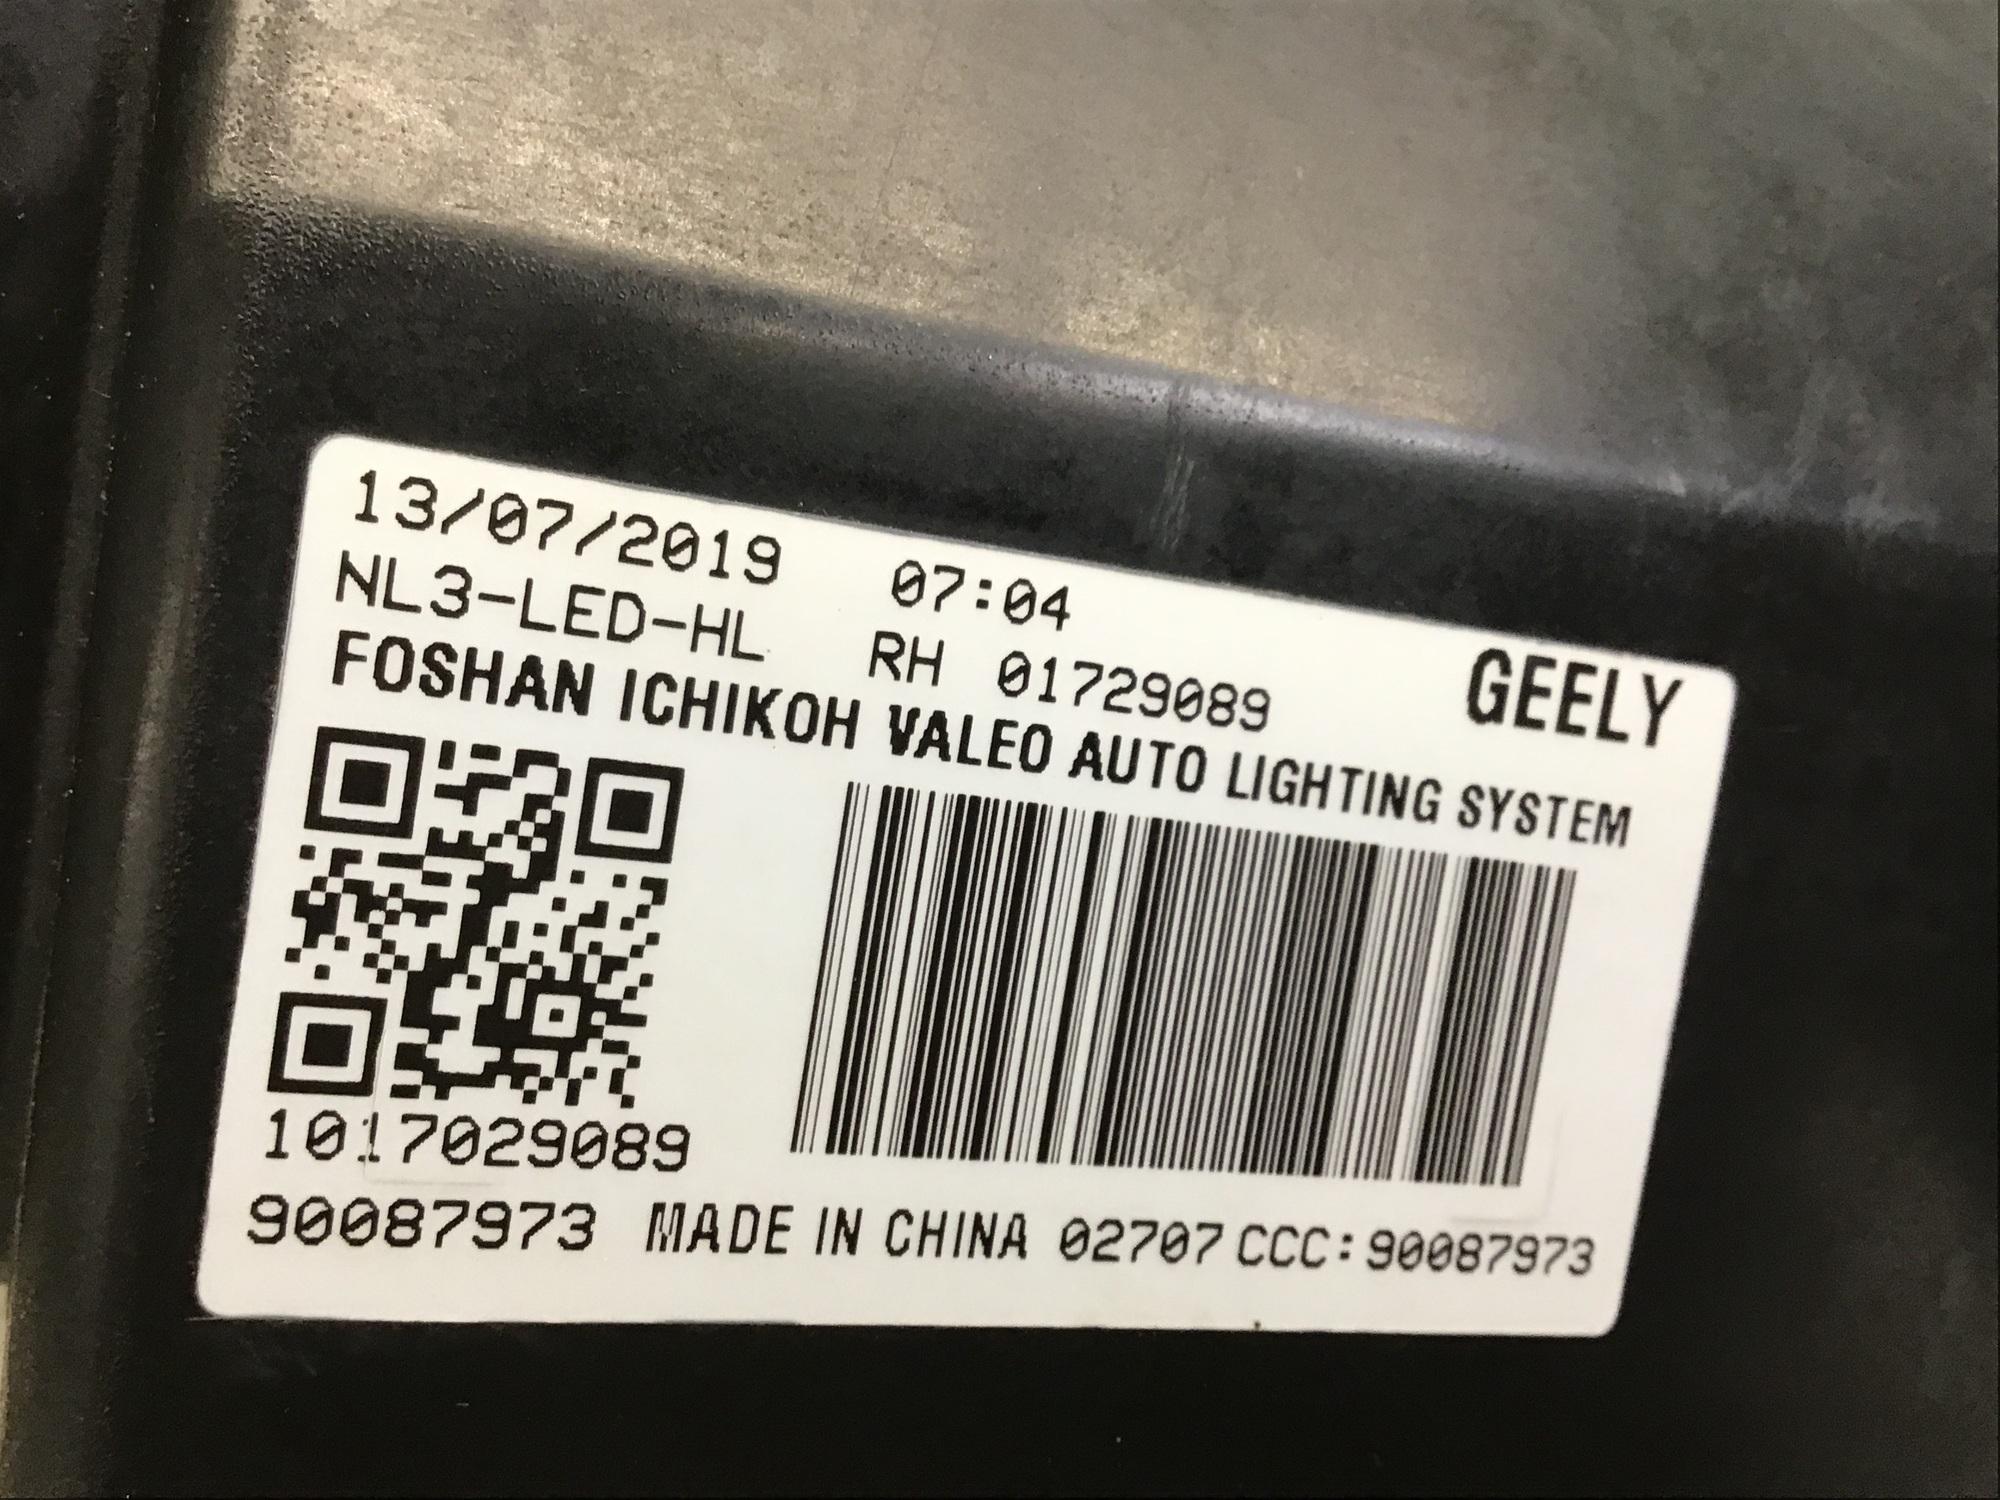 13/07/2019 07:04
NL3-LED-HL RH 01729089 GEELY
FOSHAN ICHIKOH VALEO AUTO LIGHTING SYSTEM
1017029089
90087973 MADE IN CHINA 02707 CCC:90087973